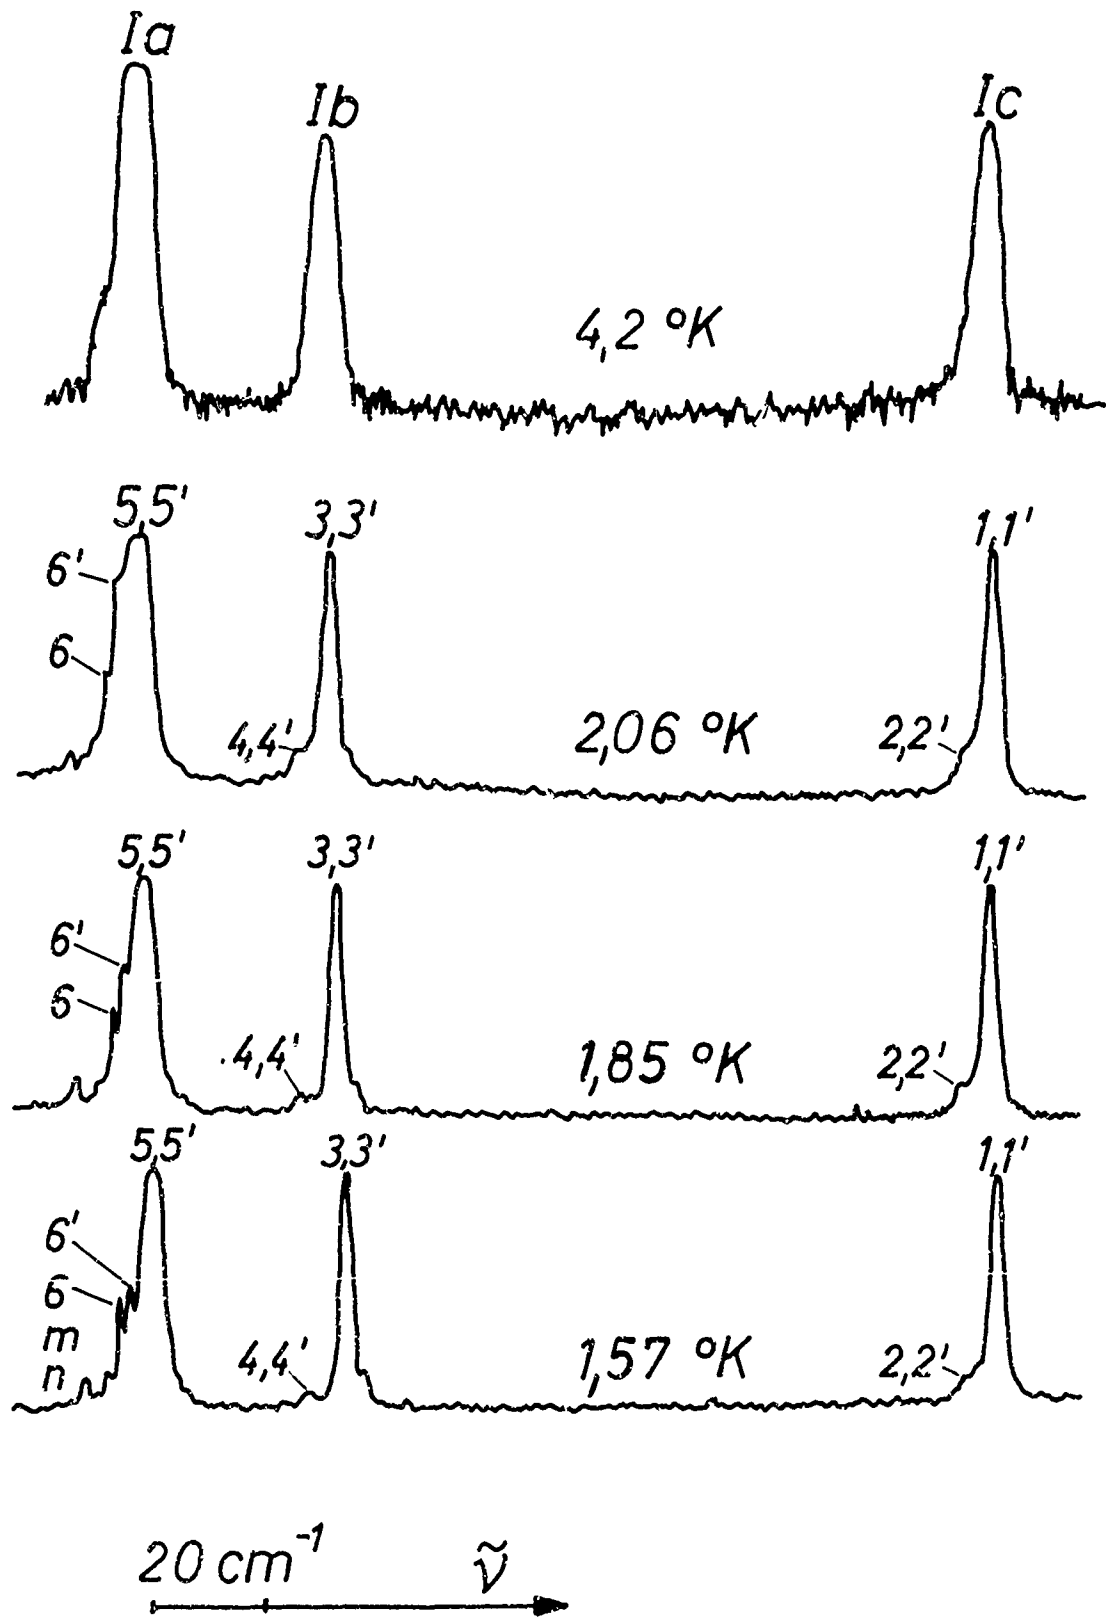 Ia
Ib
Ic
4,2 °K
5,5'
3,3'
1,1'
6'
6
4,4'
2,06 °K
2,2'
5,5'
3,3'
1,1'
6'
6
4,4'
1,85 °K
2,2'
5,5'
3,3'
1,1'
6'
6
m
n
4,4'
1,57 °K
2,2'
20 cm⁻¹ ν̃